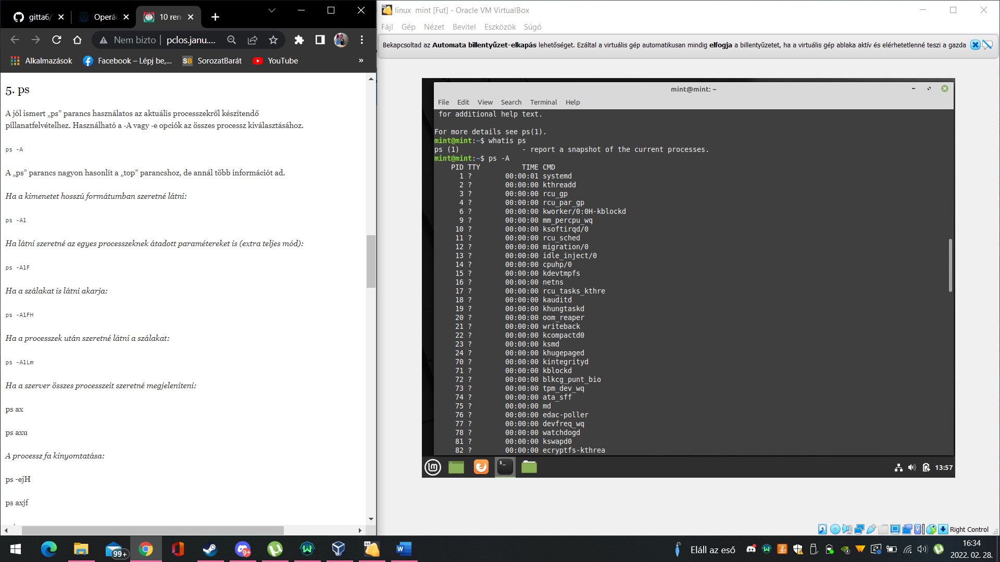 gitta6/
Operác
10 ren
Nem bizto
pclos.janu....
Alkalmazások
Facebook – Lépj be,...
SorozatBarát
YouTube
»
5. ps
A jól ismert „ps” parancs használatos az aktuális processzekről készítendő
pillanatfelvételhez. Használható a -A vagy -e opciók az összes processz kiválasztásához.
ps -A
A „ps” parancs nagyon hasonlít a „top” parancshoz, de annál több információt ad.
Ha a kimenetet hosszú formátumban szeretné látni:
ps -Al
Ha látni szeretné az egyes processzeknek átadott paramétereket is (extra teljes mód):
ps -AlF
Ha a szálakat is látni akarja:
ps -AlFH
Ha a processzek után szeretné látni a szálakat:
ps -AlLm
Ha a szerver összes processzeit szeretné megjeleníteni:
ps ax
ps axu
A processz fa kinyomtatása:
ps -ejH
ps axjf
linux mint [Fut] - Oracle VM VirtualBox
Fájl Gép Nézet Bevitel Eszközök Súgó
Bekapcsoltad az Automata billentyűzet-elkapás lehetőséget. Ezáltal a virtuális gép automatikusan mindig elfogja a billentyűzetet, ha a virtuális gép ablaka aktív és elérhetetlenné teszi a gazda
mint@mint: ~
File Edit View Search Terminal Help
for additional help text.
For more details see ps(1).
mint@mint:~$ whatis ps
ps (1) - report a snapshot of the current processes.
mint@mint:~$ ps -A
PID TTY TIME CMD
1 ? 00:00:01 systemd
2 ? 00:00:00 kthreadd
3 ? 00:00:00 rcu_gp
4 ? 00:00:00 rcu_par_gp
6 ? 00:00:00 kworker/0:0H-kblockd
9 ? 00:00:00 mm_percpu_wq
10 ? 00:00:00 ksoftirqd/0
11 ? 00:00:00 rcu_sched
12 ? 00:00:00 migration/0
13 ? 00:00:00 idle_inject/0
14 ? 00:00:00 cpuhp/0
15 ? 00:00:00 kdevtmpfs
16 ? 00:00:00 netns
17 ? 00:00:00 rcu_tasks_kthre
18 ? 00:00:00 kauditd
19 ? 00:00:00 khungtaskd
20 ? 00:00:00 oom_reaper
21 ? 00:00:00 writeback
22 ? 00:00:00 kcompactd0
23 ? 00:00:00 ksmd
24 ? 00:00:00 khugepaged
70 ? 00:00:00 kintegrityd
71 ? 00:00:00 kblockd
72 ? 00:00:00 blkcg_punt_bio
73 ? 00:00:00 tpm_dev_wq
74 ? 00:00:00 ata_sff
75 ? 00:00:00 md
76 ? 00:00:00 edac-poller
77 ? 00:00:00 devfreq_wq
78 ? 00:00:00 watchdogd
81 ? 00:00:00 kswapd0
82 ? 00:00:00 ecryptfs-kthrea
13:57
Right Control
99+
9+
64
Eláll az eső
16:34
2022. 02. 28.